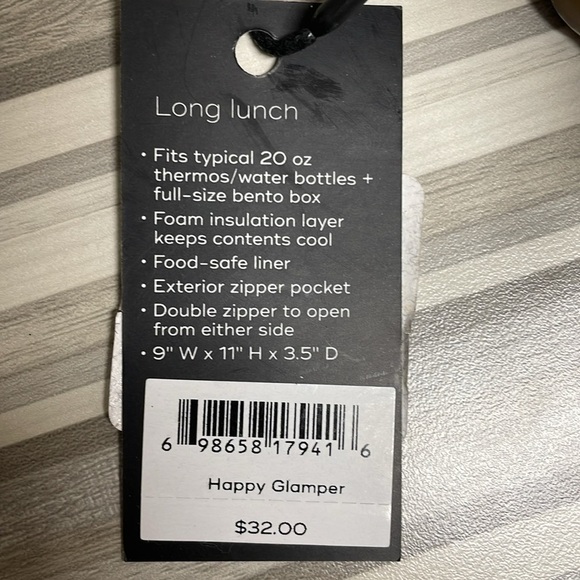 Long lunch
• Fits typical 20 oz
thermos/water bottles +
full-size bento box
• Foam insulation layer
keeps contents cool
• Food-safe liner
• Exterior zipper pocket
• Double zipper to open
from either side
• 9" W x 11" H x 3.5" D
6 98658 17941 6
Happy Glamper
$32.00